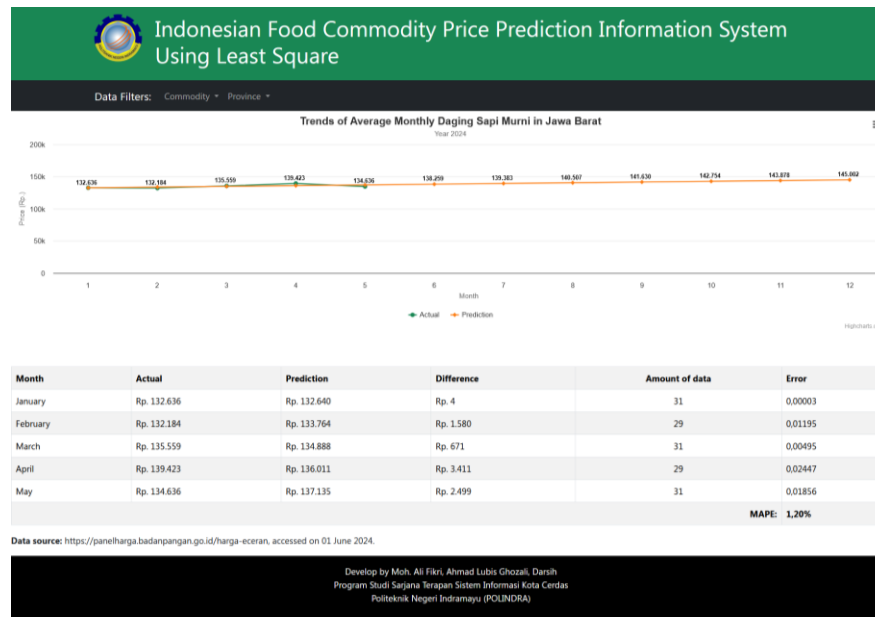 Indonesian Food Commodity Price Prediction Information System
Using Least Square
Data Filters: Commodity Province
Trends of Average Monthly Daging Sapi Murni in Jawa Barat
Year 2024
200k
150k
100k
50k
0
Price (Rp.)
132.636 132.184 135.559 139.423 134.636 138.259 139.383 140.507 141.630 142.754 143.878 145.002
1 2 3 4 5 6 7 8 9 10 11 12
Month
Actual Prediction
Month Actual Prediction Difference Amount of data Error
January Rp. 132.636 Rp. 132.640 Rp. 4 31 0,00003
February Rp. 132.184 Rp. 133.764 Rp. 1.580 29 0,01195
March Rp. 135.559 Rp. 134.888 Rp. 671 31 0,00495
April Rp. 139.423 Rp. 136.011 Rp. 3.411 29 0,02447
May Rp. 134.636 Rp. 137.135 Rp. 2.499 31 0,01856
MAPE: 1,20%
Data source: https://panelharga.badanpangan.go.id/harga-eceran, accessed on 01 June 2024.
Develop by Moh. Ali Fikri, Ahmad Lubis Ghozali, Darsih
Program Studi Sarjana Terapan Sistem Informasi Kota Cerdas
Politeknik Negeri Indramayu (POLINDRA)